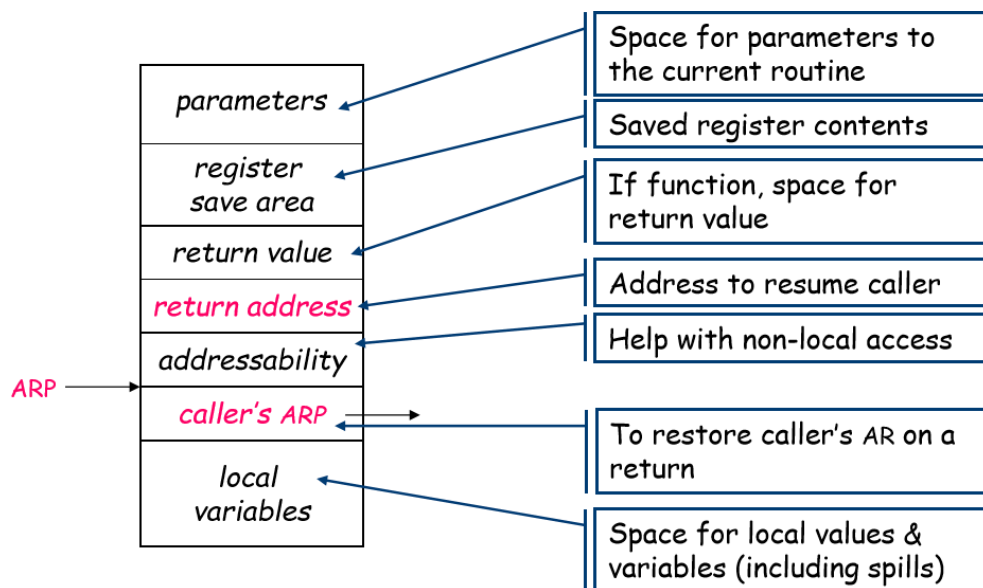 Space for parameters to
the current routine
parameters
Saved register contents
register
save area
If function, space for
return value
return value
Address to resume caller
return address
Help with non-local access
addressability
ARP
caller's ARP
To restore caller's AR on a
return
local
variables
Space for local values &
variables (including spills)